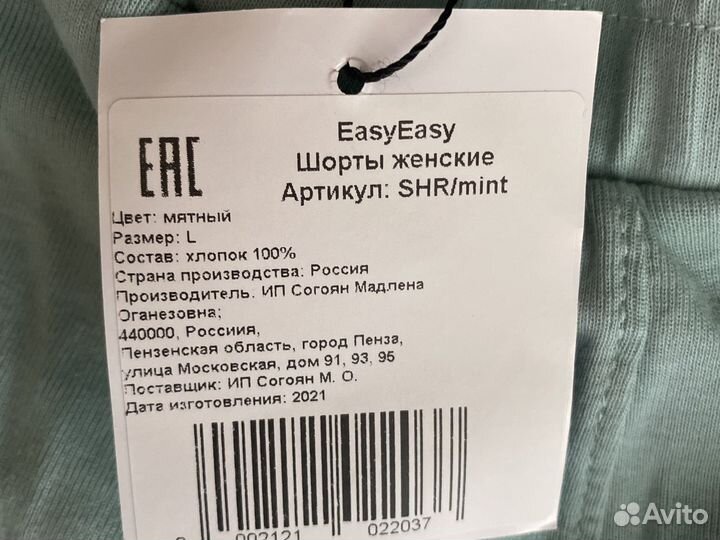 EAC
EasyEasy
Шорты женские
Артикул: SHR/mint
Цвет: мятный
Размер: L
Состав: хлопок 100%
Страна производства: Россия
Производитель: ИП Согоян Мадлена
Оганезовна;
440000, Россиия,
Пензенская область, город Пенза,
улица Московская, дом 91, 93, 95
Поставщик: ИП Согоян М. О.
Дата изготовления: 2021
002121 022037
Avito